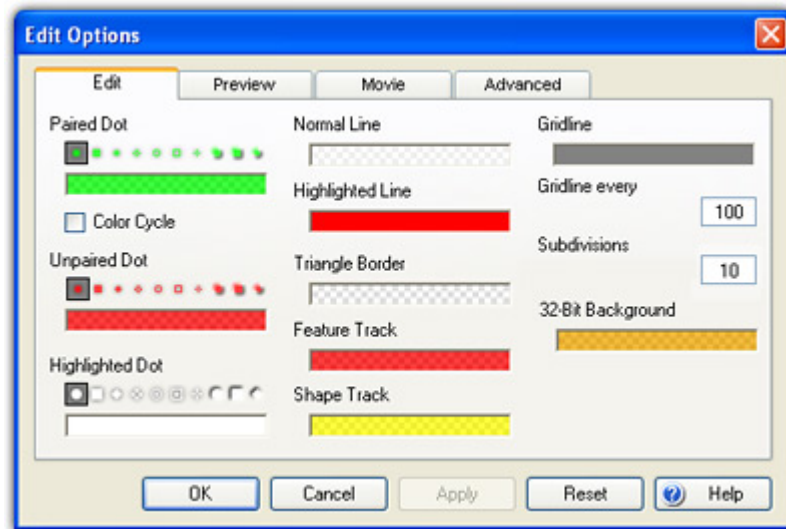 Edit Options
Edit
Preview
Movie
Advanced
Paired Dot
Color Cycle
Unpaired Dot
Highlighted Dot
Normal Line
Highlighted Line
Triangle Border
Feature Track
Shape Track
Gridline
Gridline every
100
Subdivisions
10
32-Bit Background
OK
Cancel
Apply
Reset
Help